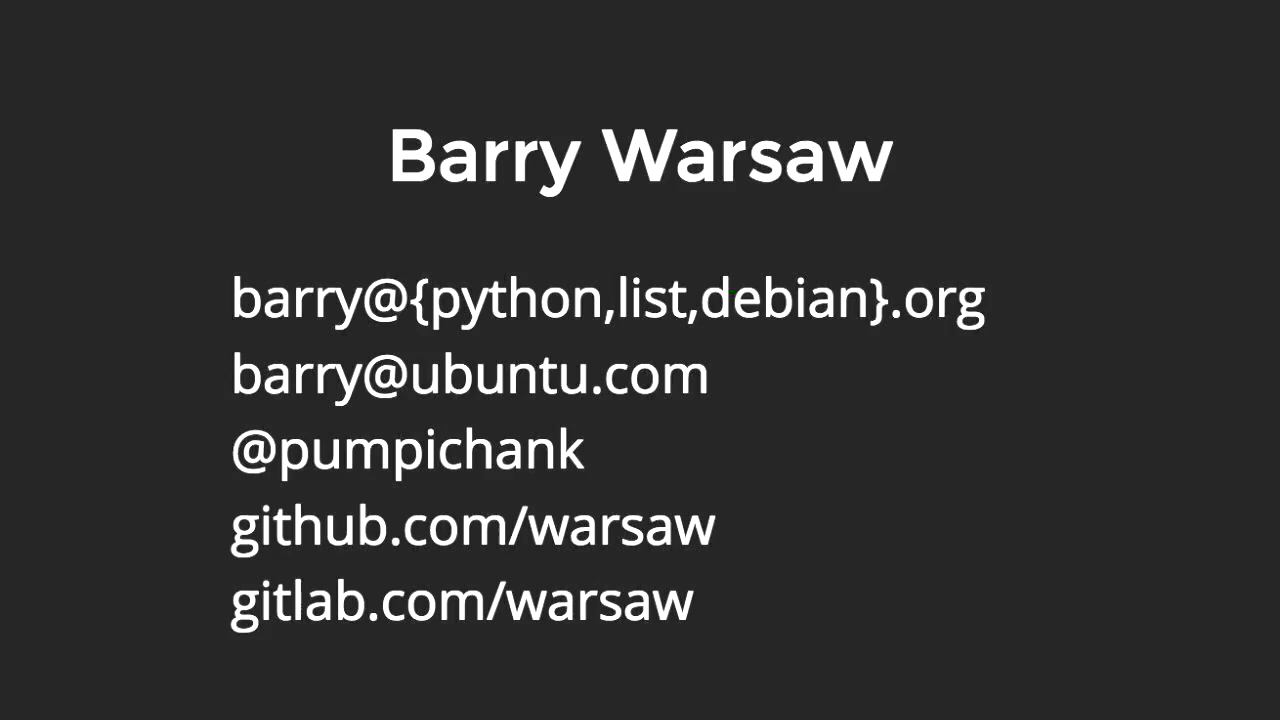 Barry Warsaw
barry@{python,list,debian}.org
barry@ubuntu.com
@pumpichank
github.com/warsaw
gitlab.com/warsaw